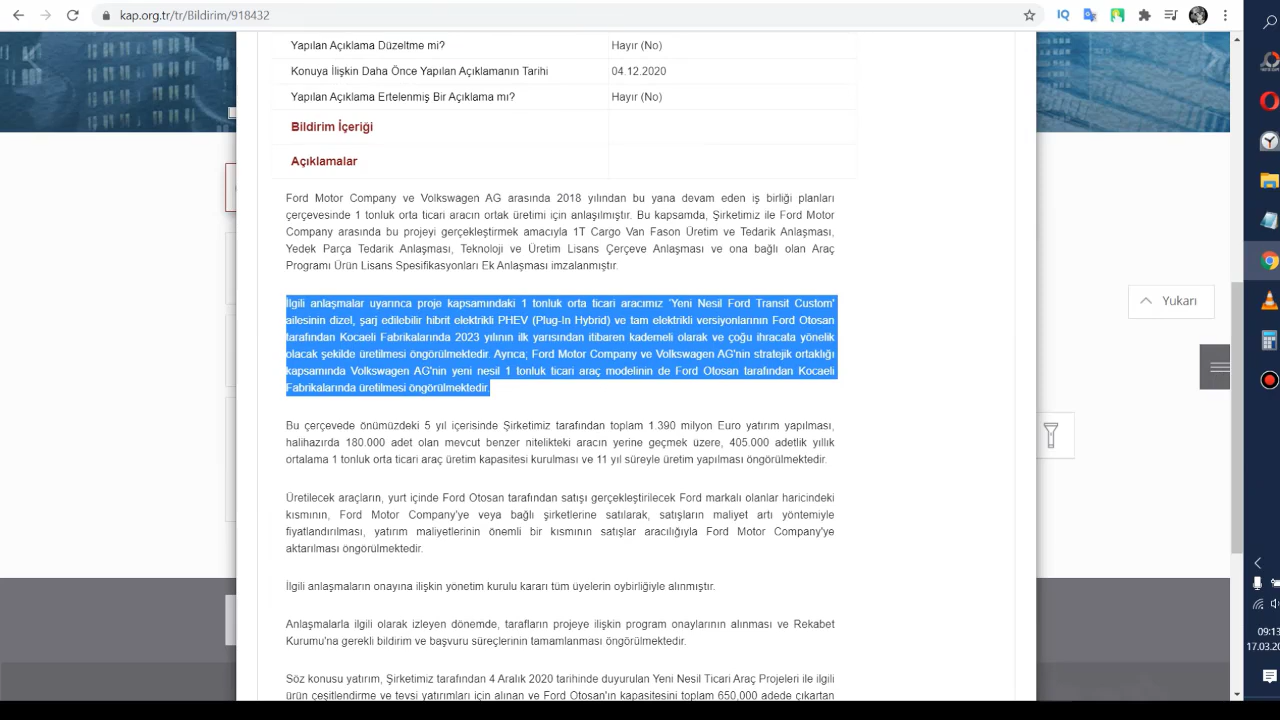 kap.org.tr/tr/Bildirim/918432
Yapılan Açıklama Düzeltme mi? Hayır (No)
Konuya İlişkin Daha Önce Yapılan Açıklamanın Tarihi 04.12.2020
Yapılan Açıklama Ertelenmiş Bir Açıklama mı? Hayır (No)
Bildirim İçeriği
Açıklamalar
Ford Motor Company ve Volkswagen AG arasında 2018 yılından bu yana devam eden iş birliği planları
çerçevesinde 1 tonluk orta ticari aracın ortak üretimi için anlaşılmıştır. Bu kapsamda, Şirketimiz ile Ford Motor
Company arasında bu projeyi gerçekleştirmek amacıyla 1T Cargo Van Fason Üretim ve Tedarik Anlaşması,
Yedek Parça Tedarik Anlaşması, Teknoloji ve Üretim Lisans Çerçeve Anlaşması ve ona bağlı olan Araç
Programı Ürün Lisans Spesifikasyonları Ek Anlaşması imzalanmıştır.
İlgili anlaşmalar uyarınca proje kapsamındaki 1 tonluk orta ticari aracımız 'Yeni Nesil Ford Transit Custom'
ailesinin dizel, şarj edilebilir hibrit elektrikli PHEV (Plug-In Hybrid) ve tam elektrikli versiyonlarının Ford Otosan
tarafından Kocaeli Fabrikalarında 2023 yılının ilk yarısından itibaren kademeli olarak ve çoğu ihracata yönelik
olacak şekilde üretilmesi öngörülmektedir. Ayrıca; Ford Motor Company ve Volkswagen AG'nin stratejik ortaklığı
kapsamında Volkswagen AG'nin yeni nesil 1 tonluk ticari araç modelinin de Ford Otosan tarafından Kocaeli
Fabrikalarında üretilmesi öngörülmektedir.
Yukarı
Bu çerçevede önümüzdeki 5 yıl içerisinde Şirketimiz tarafından toplam 1.390 milyon Euro yatırım yapılması,
halihazırda 180.000 adet olan mevcut benzer nitelikteki aracın yerine geçmek üzere, 405.000 adetlik yıllık
ortalama 1 tonluk orta ticari araç üretim kapasitesi kurulması ve 11 yıl süreyle üretim yapılması öngörülmektedir.
Üretilecek araçların, yurt içinde Ford Otosan tarafından satışı gerçekleştirilecek Ford markalı olanlar haricindeki
kısmının, Ford Motor Company'ye veya bağlı şirketlerine satılarak, satışların maliyet artı yöntemiyle
fiyatlandırılması, yatırım maliyetlerinin önemli bir kısmının satışlar aracılığıyla Ford Motor Company'ye
aktarılması öngörülmektedir.
İlgili anlaşmaların onayına ilişkin yönetim kurulu kararı tüm üyelerin oybirliğiyle alınmıştır.
Anlaşmalarla ilgili olarak izleyen dönemde, tarafların projeye ilişkin program onaylarının alınması ve Rekabet
Kurumu'na gerekli bildirim ve başvuru süreçlerinin tamamlanması öngörülmektedir.
Söz konusu yatırım, Şirketimiz tarafından 4 Aralık 2020 tarihinde duyurulan Yeni Nesil Ticari Araç Projeleri ile ilgili
ürün çeşitlendirme ve tevsi yatırımları için alınan ve Ford Otosan'ın kapasitesini toplam 650,000 adede çıkartan
09:13
17.03.20